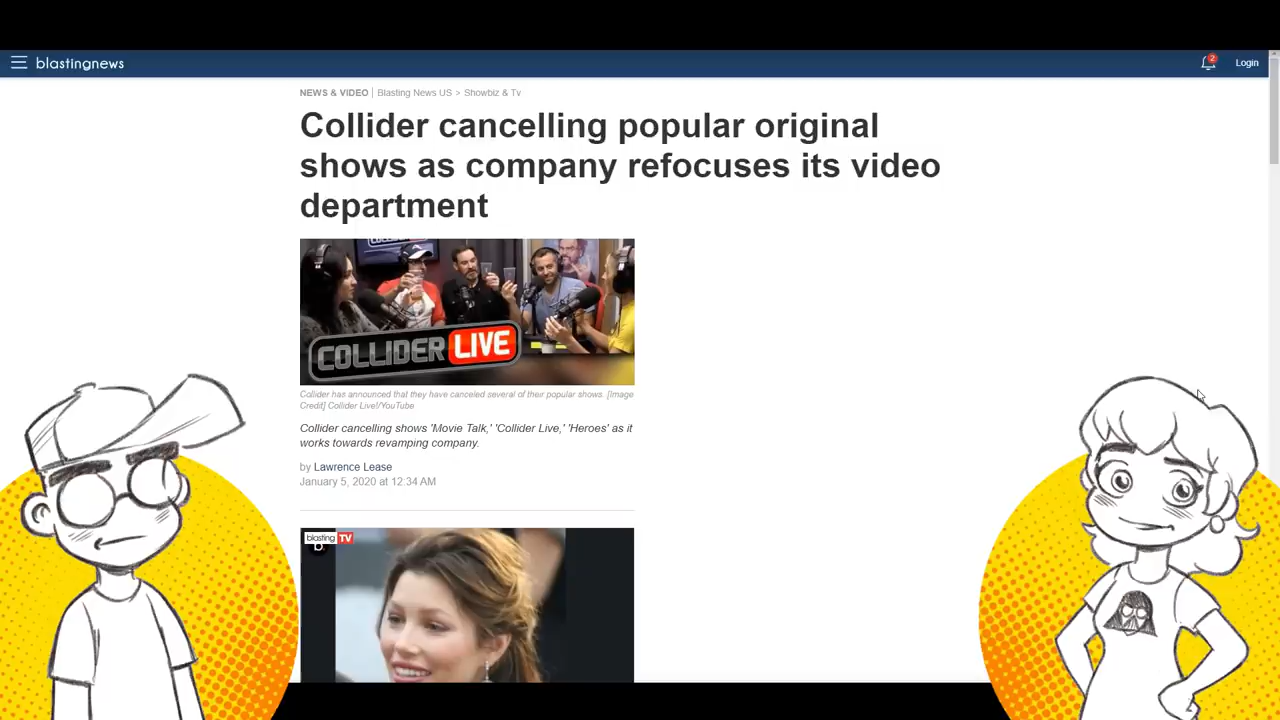 blastingnews
2
Login
NEWS & VIDEO | Blasting News US > Showbiz & Tv
Collider cancelling popular original
shows as company refocuses its video
department
COLLIDER LIVE
Collider has announced that they have canceled several of their popular shows. [Image
Credit] Collider Live!/YouTube
Collider cancelling shows 'Movie Talk,' 'Collider Live,' 'Heroes' as it
works towards revamping company.
by Lawrence Lease
January 5, 2020 at 12:34 AM
blasting TV
b.